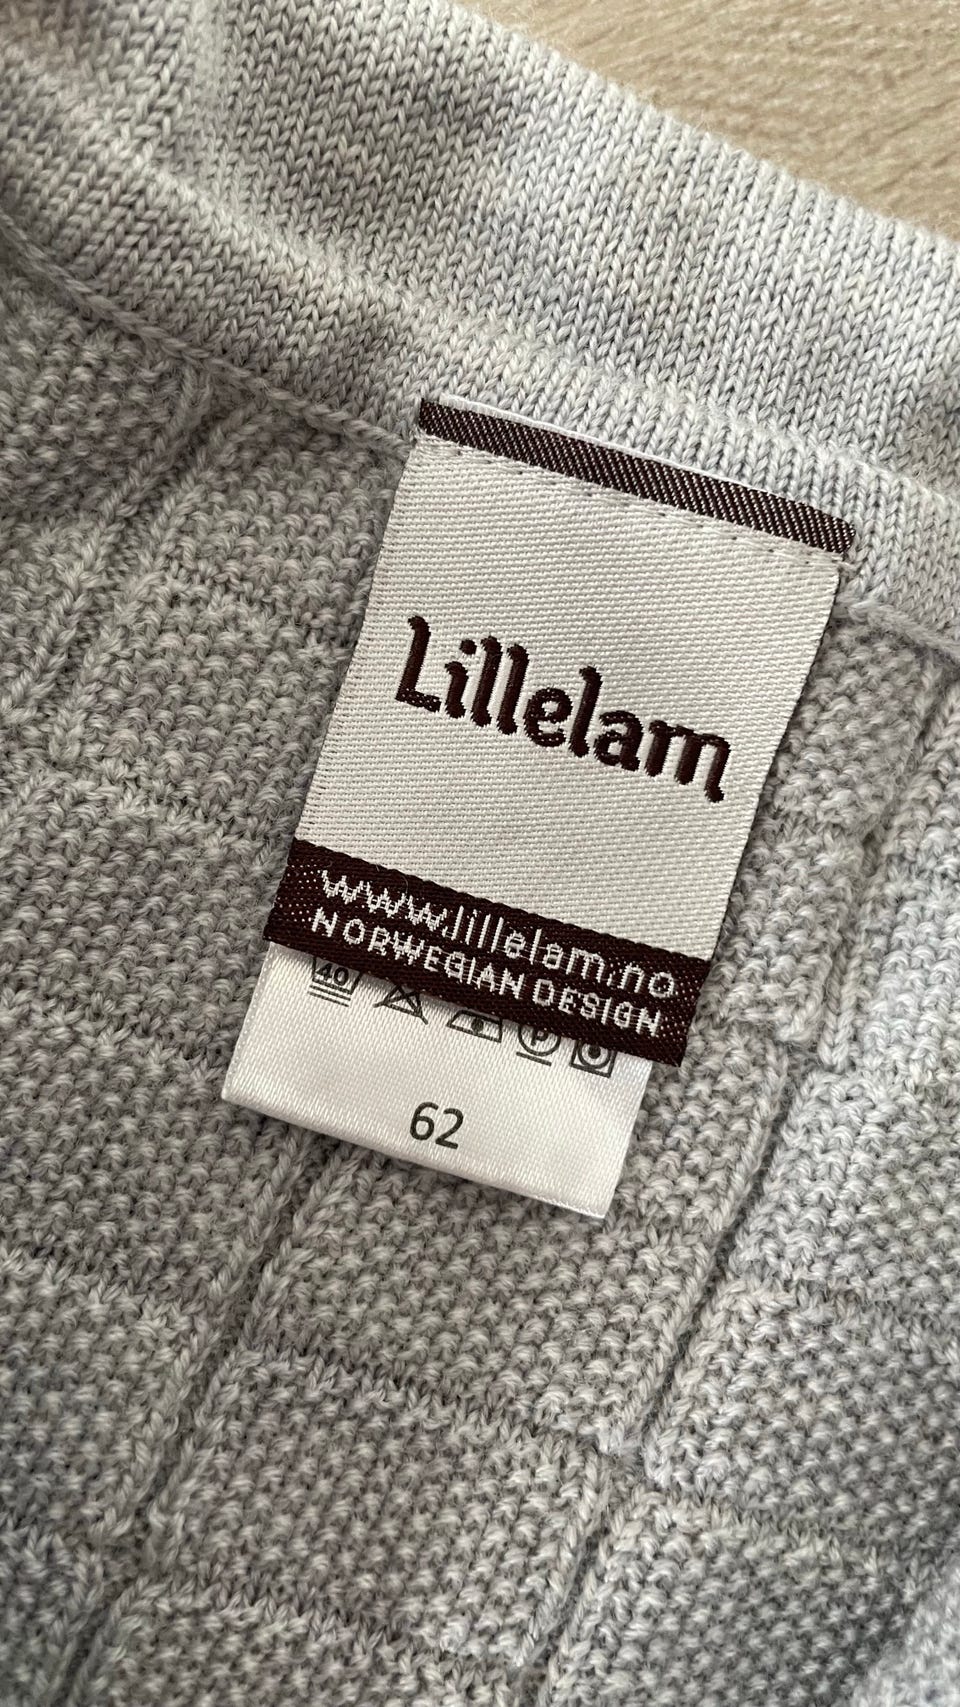 Lillelam
www.lillelam.no
NORWEGIAN DESIGN
40 P
62